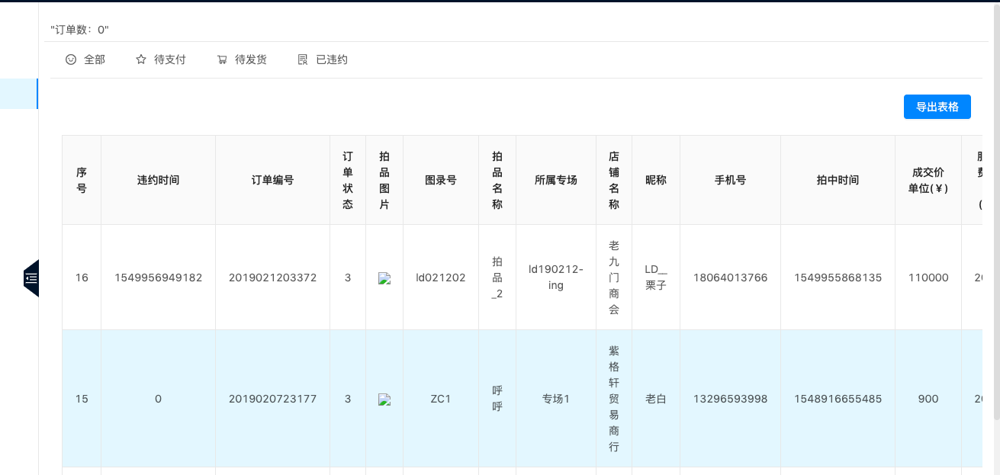 "订单数：0"
全部 待支付 待发货 已违约
导出表格
序号 违约时间 订单编号 订单状态 拍品图片 图录号 拍品名称 所属专场 店铺名称 昵称 手机号 拍中时间 成交价 单位(¥)
16 1549956949182 2019021203372 3 ld021202 拍品_2 ld190212-ing 老九门商会 LD__栗子 18064013766 1549955868135 110000
15 0 2019020723177 3 ZC1 呼呼 专场1 紫格轩贸易商行 老白 13296593998 1548916655485 900